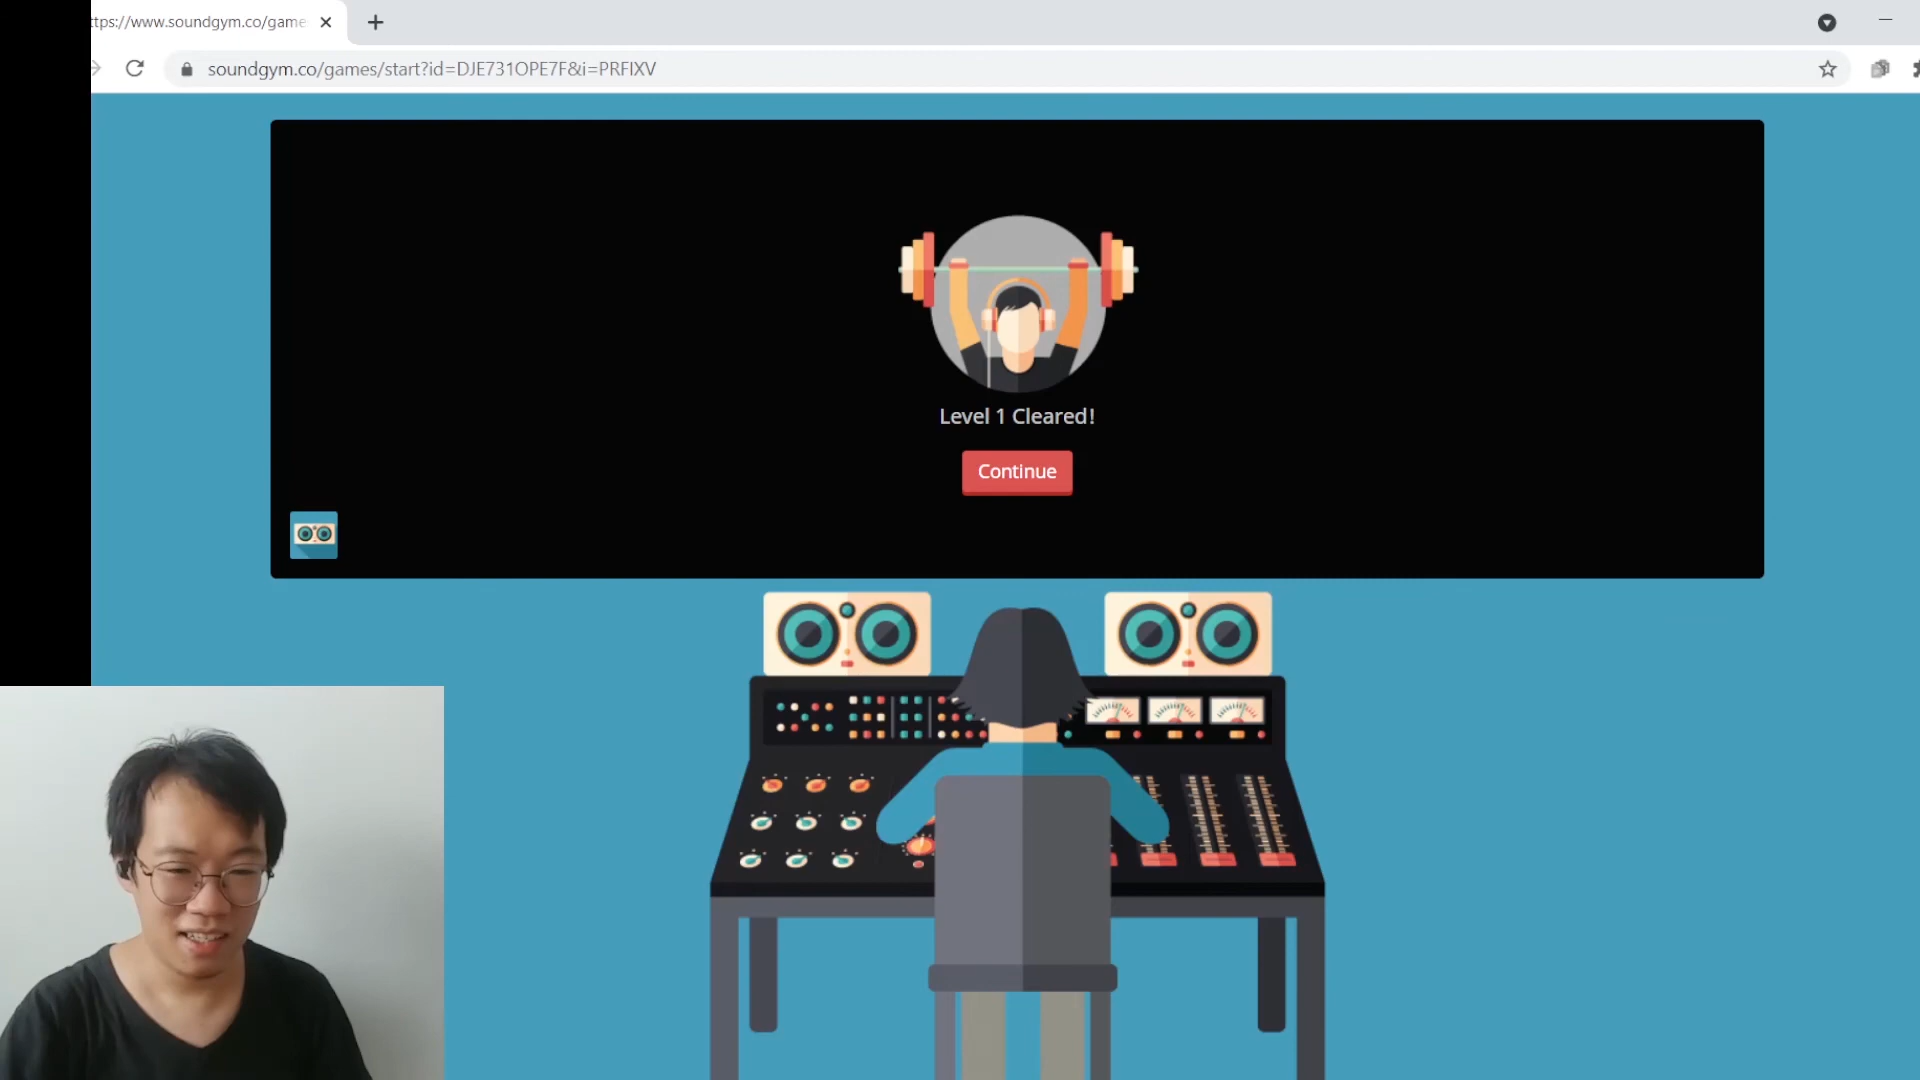 ttps://www.soundgym.co/game
soundgym.co/games/start?id=DJE731OPE7F&i=PRFIXV
Level 1 Cleared!
Continue